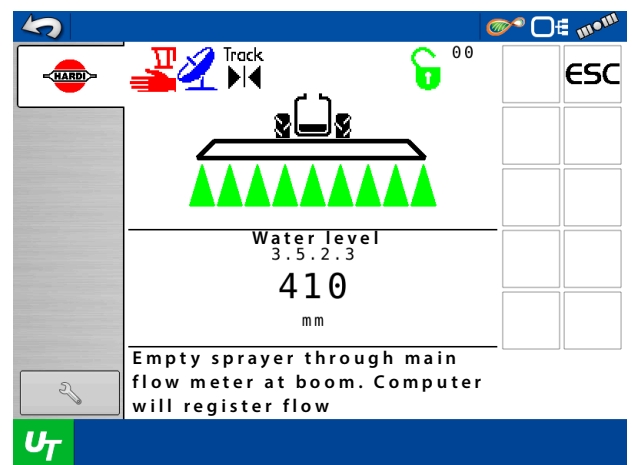 HARDI
Track
00
ESC
Water level
3.5.2.3
410
mm
Empty sprayer through main
flow meter at boom. Computer
will register flow
UT